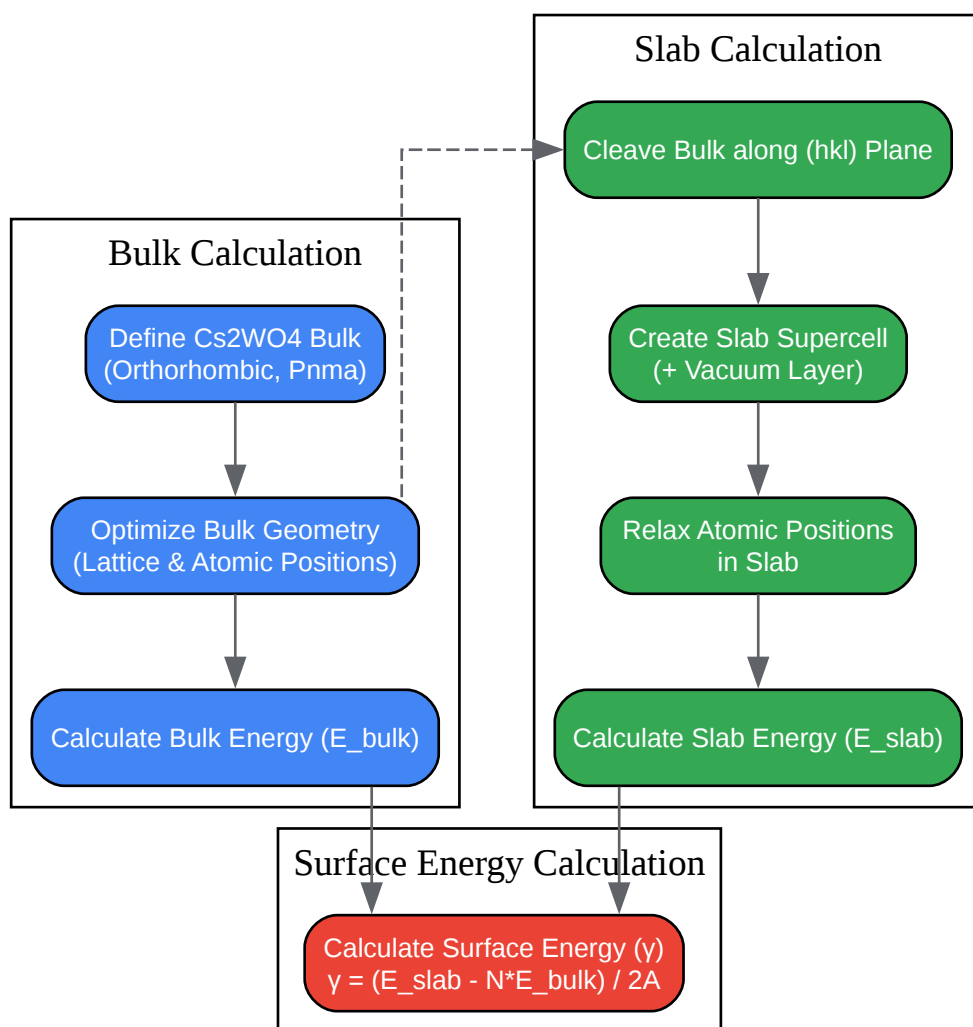 Slab Calculation
Cleave Bulk along (hkl) Plane
Create Slab Supercell
(+ Vacuum Layer)
Relax Atomic Positions
in Slab
Calculate Slab Energy (E_slab)
Bulk Calculation
Define Cs2WO4 Bulk
(Orthorhombic, Pnma)
Optimize Bulk Geometry
(Lattice & Atomic Positions)
Calculate Bulk Energy (E_bulk)
Surface Energy Calculation
Calculate Surface Energy (γ)
γ = (E_slab - N*E_bulk) / 2A